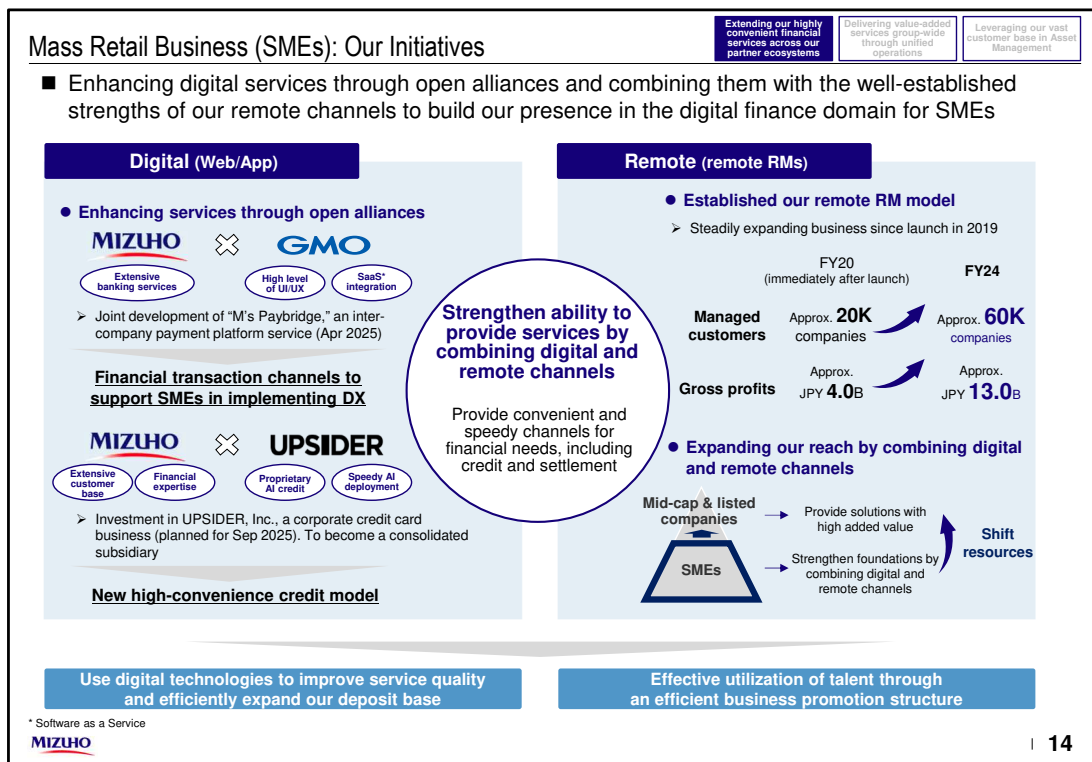 Mass Retail Business (SMEs): Our Initiatives
Extending our highly
convenient financial
services across our
partner ecosystems
Delivering value-added
services group-wide
through unified
operations
Leveraging our vast
customer base in Asset
Management
■ Enhancing digital services through open alliances and combining them with the well-established
strengths of our remote channels to build our presence in the digital finance domain for SMEs
Digital (Web/App)
● Enhancing services through open alliances
MIZUHO
GMO
Extensive
banking services
High level
of UI/UX
SaaS*
integration
➢ Joint development of “M’s Paybridge,” an inter-
company payment platform service (Apr 2025)
Financial transaction channels to
support SMEs in implementing DX
MIZUHO
UPSIDER
Extensive
customer
base
Financial
expertise
Proprietary
AI credit
Speedy AI
deployment
➢ Investment in UPSIDER, Inc., a corporate credit card
business (planned for Sep 2025). To become a consolidated
subsidiary
New high-convenience credit model
Strengthen ability to
provide services by
combining digital and
remote channels
Provide convenient and
speedy channels for
financial needs, including
credit and settlement
Remote (remote RMs)
● Established our remote RM model
➢ Steadily expanding business since launch in 2019
FY20
(immediately after launch)
FY24
Managed
customers
Approx. 20K
companies
Approx. 60K
companies
Gross profits
Approx.
JPY 4.0B
Approx.
JPY 13.0B
● Expanding our reach by combining digital
and remote channels
Mid-cap & listed
companies
Provide solutions with
high added value
SMEs
Strengthen foundations by
combining digital and
remote channels
Shift
resources
Use digital technologies to improve service quality
and efficiently expand our deposit base
Effective utilization of talent through
an efficient business promotion structure
* Software as a Service
MIZUHO
| 14